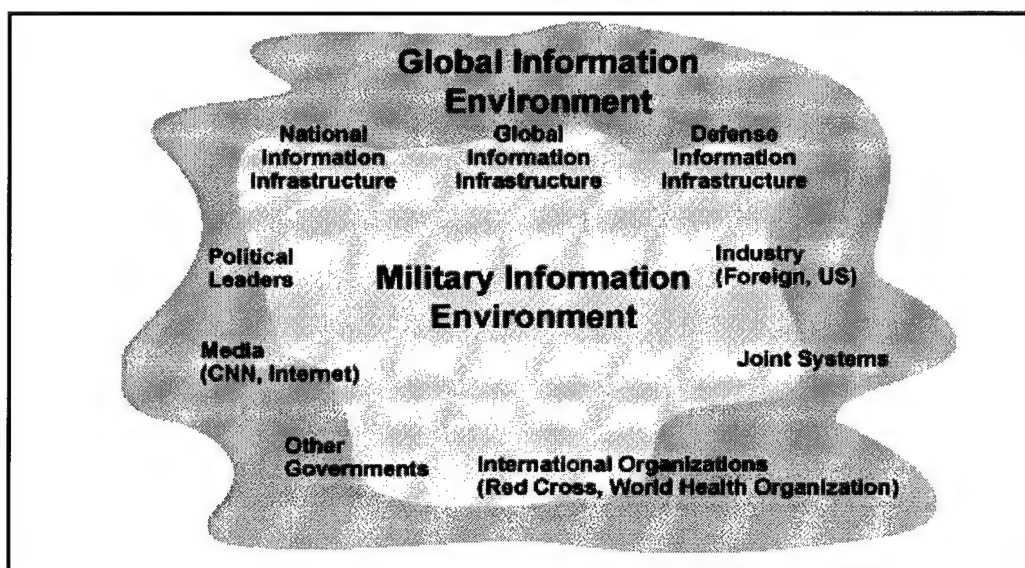 Global Information
Environment
National
Information
Infrastructure
Global
Information
Infrastructure
Defense
Information
Infrastructure
Political
Leaders
Industry
(Foreign, US)
Military Information
Environment
Media
(CNN, Internet)
Joint Systems
Other
Governments
International Organizations
(Red Cross, World Health Organization)